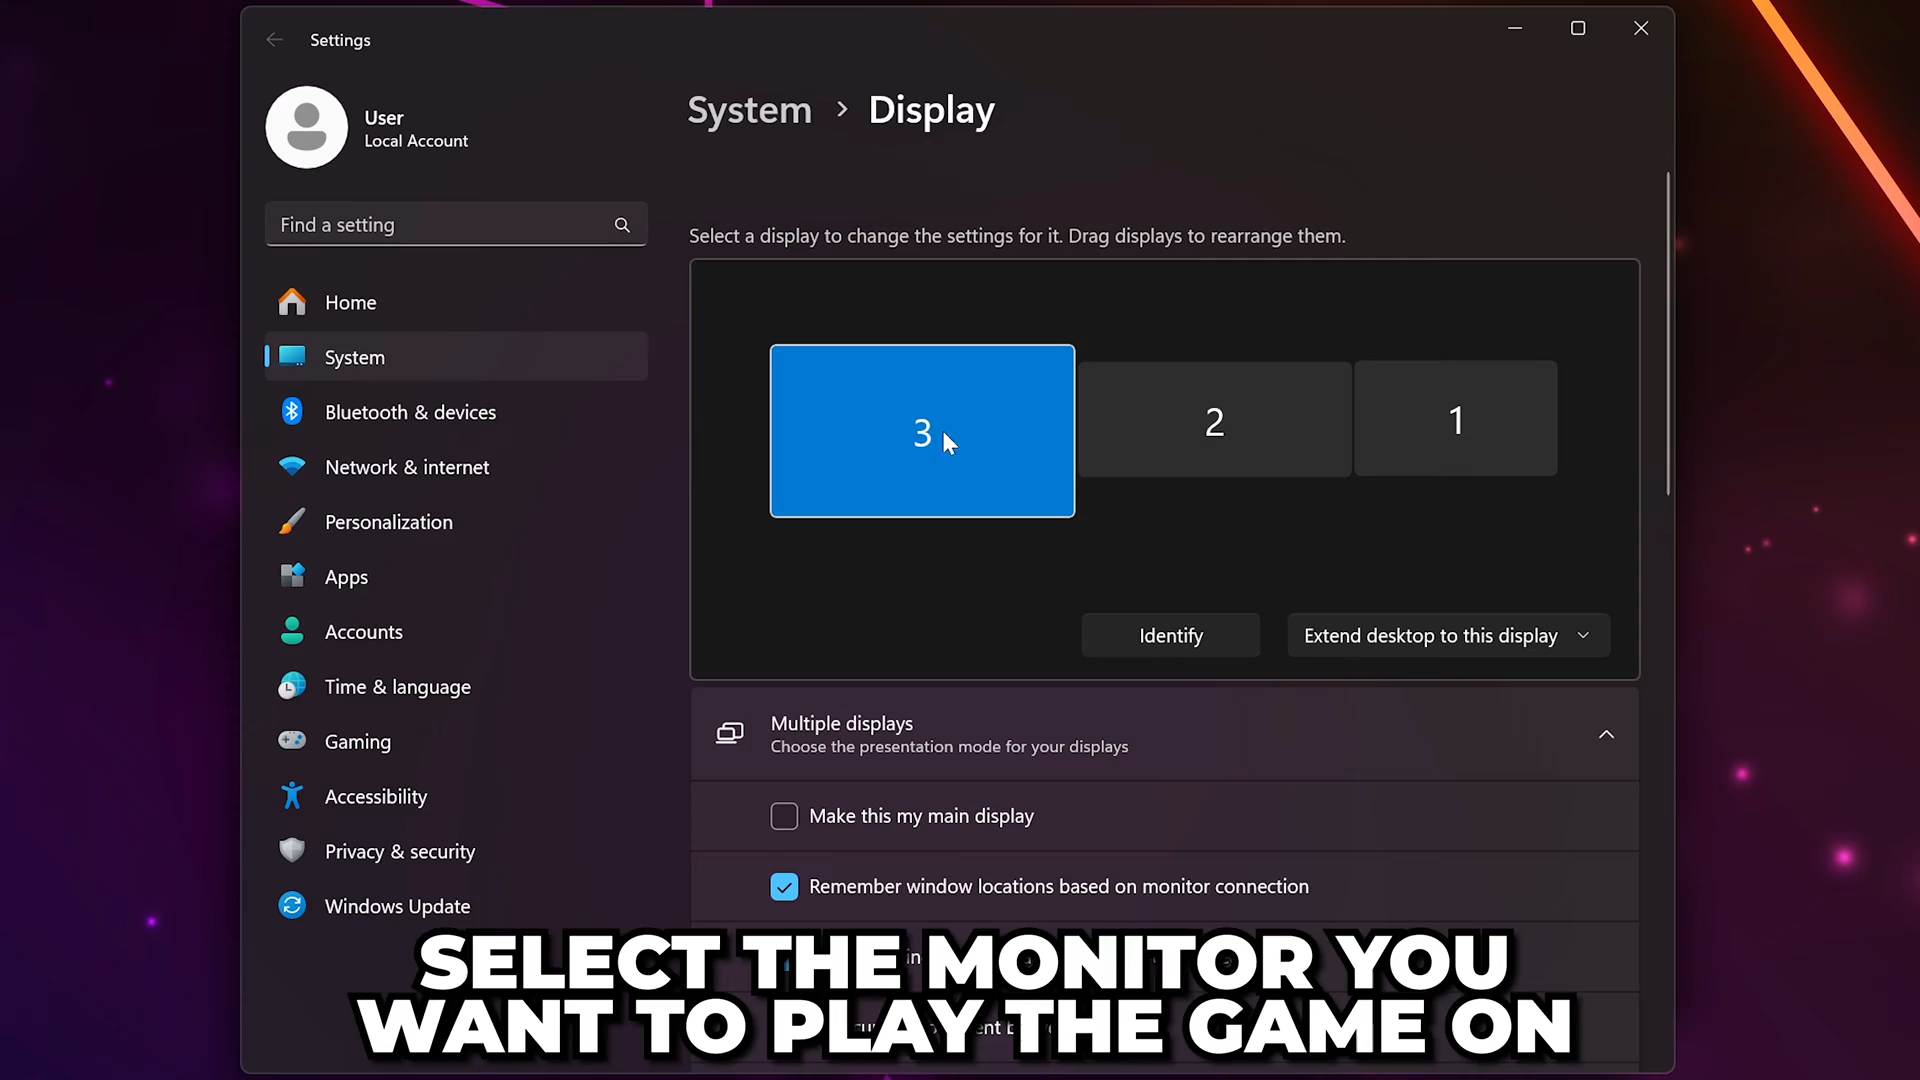 Settings
User
Local Account
Find a setting
Home
System
Bluetooth & devices
Network & internet
Personalization
Apps
Accounts
Time & language
Gaming
Accessibility
Privacy & security
Windows Update
System › Display
Select a display to change the settings for it. Drag displays to rearrange them.
3
2
1
Identify
Extend desktop to this display
Multiple displays
Choose the presentation mode for your displays
Make this my main display
Remember window locations based on monitor connection
SELECT THE MONITOR YOU
WANT TO PLAY THE GAME ON